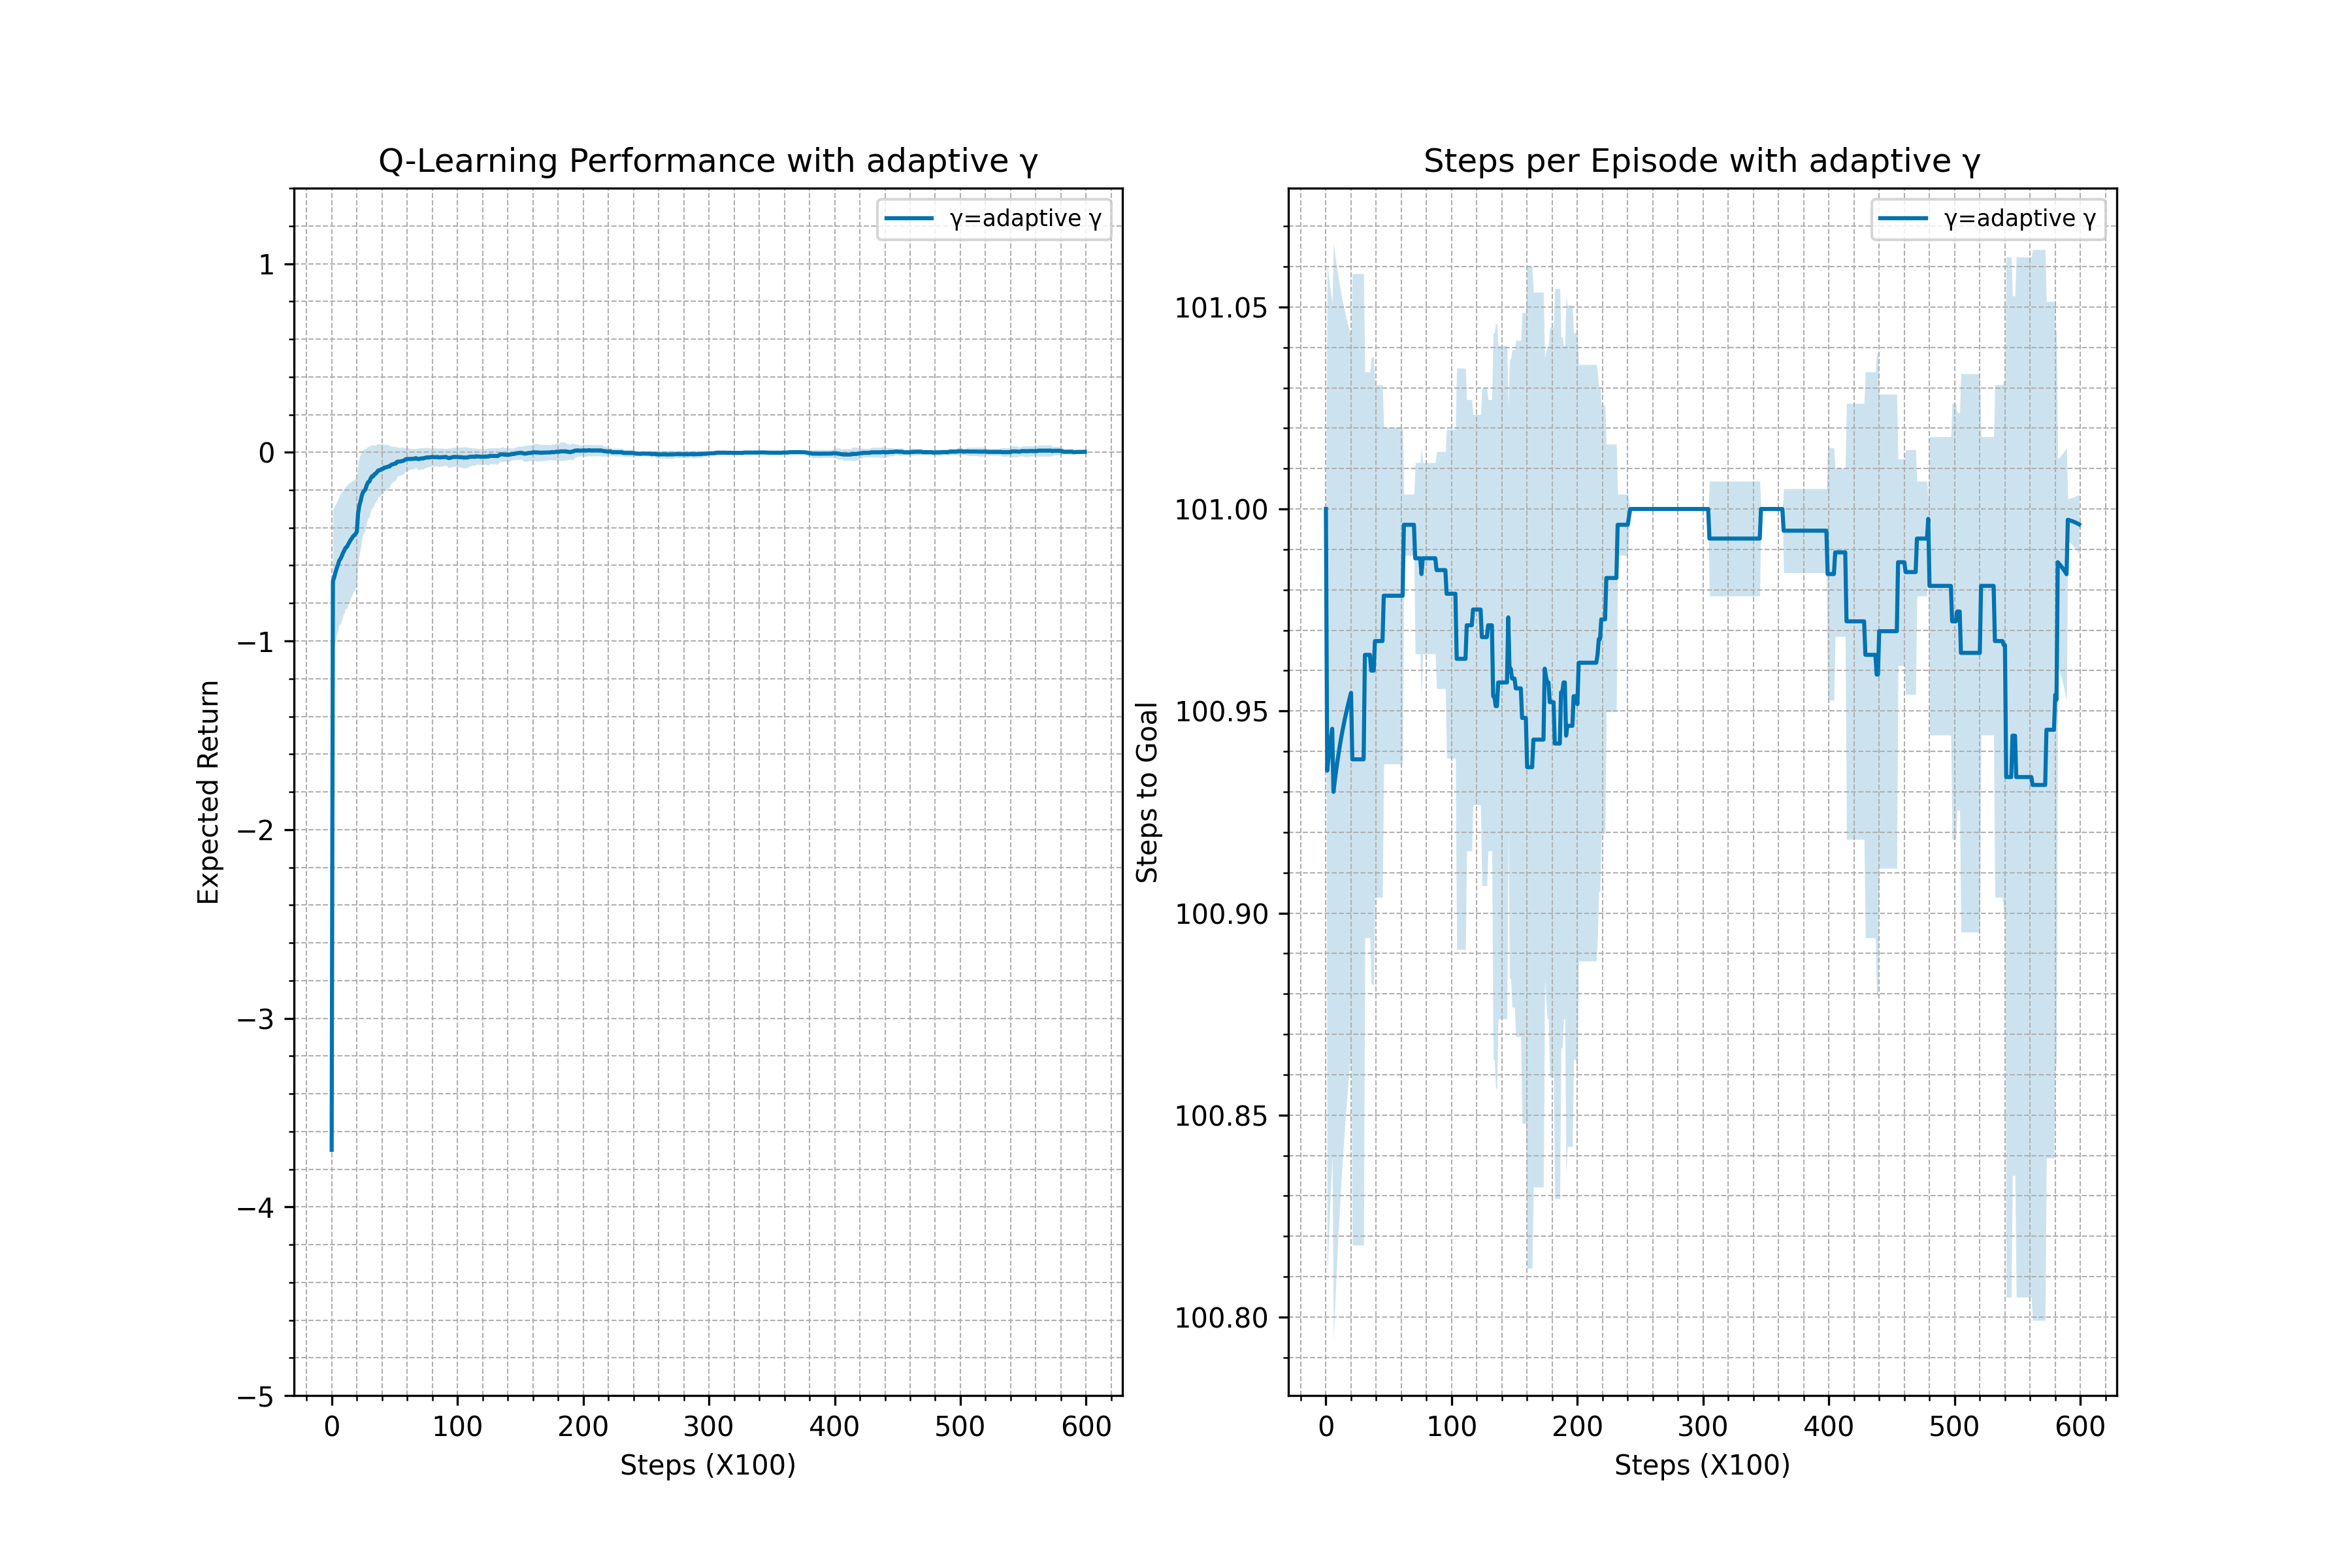 Q-Learning Performance with adaptive γ
γ=adaptive γ
Expected Return
1
0
−1
−2
−3
−4
−5
0 100 200 300 400 500 600
Steps (X100)
Steps per Episode with adaptive γ
γ=adaptive γ
Steps to Goal
101.05
101.00
100.95
100.90
100.85
100.80
0 100 200 300 400 500 600
Steps (X100)